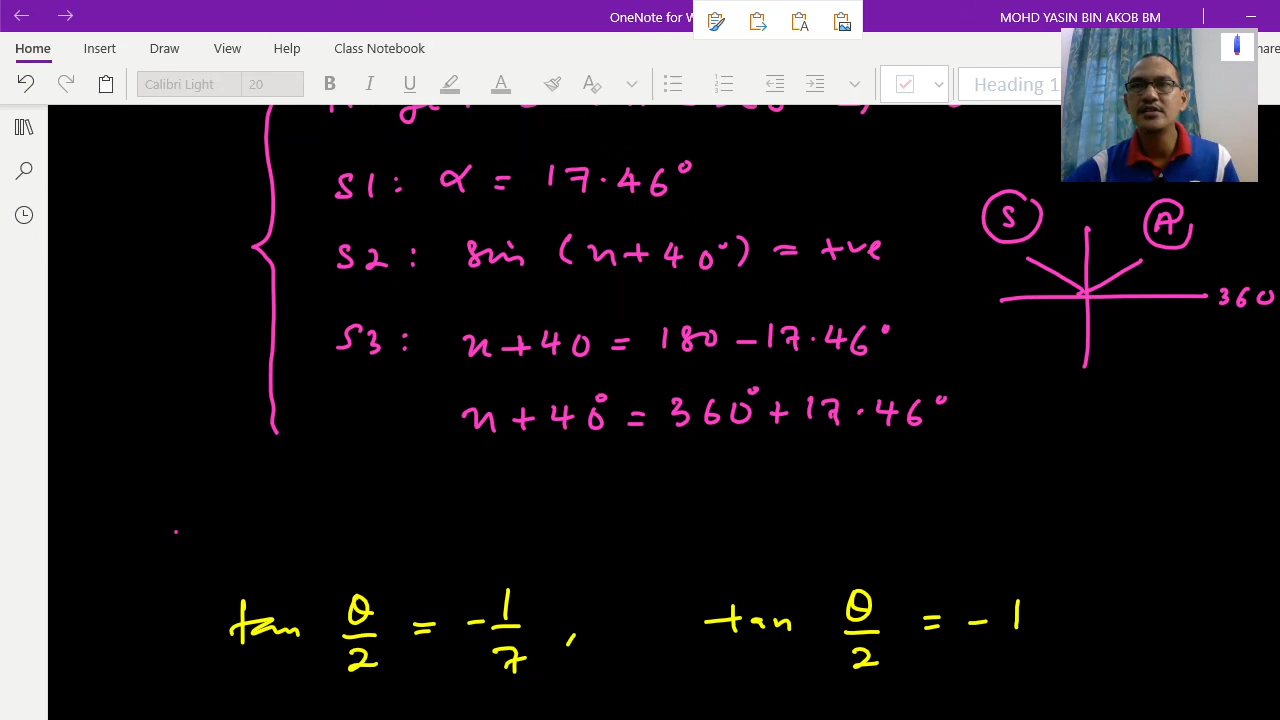 OneNote for W
MOHD YASIN BIN AKOB BM
Home Insert Draw View Help Class Notebook
hare
Calibri Light 20 B I U A Heading 1
S1 : α = 17.46°
S2 : sin (x + 40°) = +ve
S A
360
S3 : x + 40 = 180 - 17.46°
x + 40° = 360° + 17.46°
tan θ/2 = -1/7 , tan θ/2 = -1